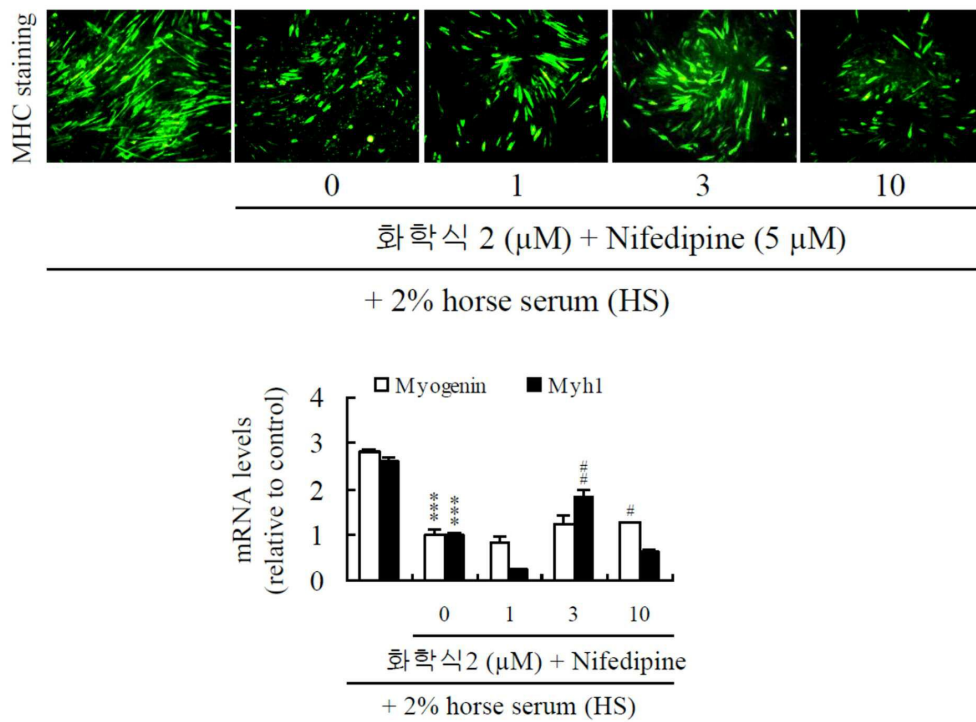 MHC staining
0 1 3 10
화학식 2 (µM) + Nifedipine (5 µM)
+ 2% horse serum (HS)
Myogenin Myh1
mRNA levels
(relative to control)
4
3
2
1
0
*** *** ## #
0 1 3 10
화학식2 (µM) + Nifedipine
+ 2% horse serum (HS)